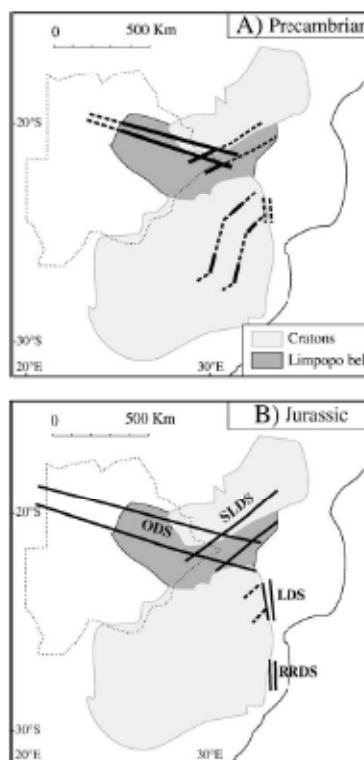 0 500 Km
A) Precambrian
20°S
30°S
20°E 30°E
Cratons
Limpopo bel
0 500 Km
B) Jurassic
20°S
ODS
SLDS
LDS
RRDS
30°S
20°E 30°E